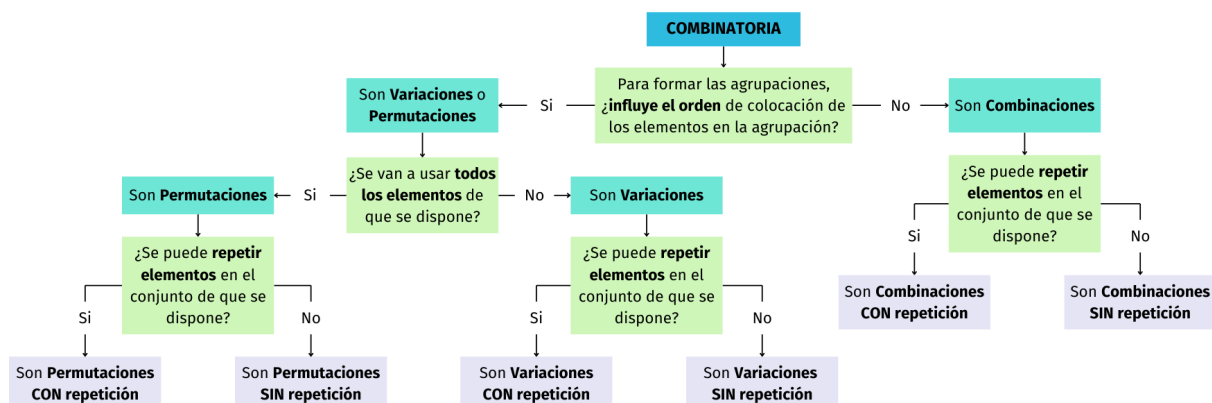 COMBINATORIA
Para formar las agrupaciones,
¿influye el orden de colocación de
los elementos en la agrupación?
Si
No
Son Variaciones o
Permutaciones
Son Combinaciones
¿Se van a usar todos
los elementos de
que se dispone?
Si
No
Son Permutaciones
Son Variaciones
¿Se puede repetir
elementos en el
conjunto de que se
dispone?
Si
No
Son Combinaciones
CON repetición
Son Combinaciones
SIN repetición
¿Se puede repetir
elementos en el
conjunto de que se
dispone?
Si
No
Son Permutaciones
CON repetición
Son Permutaciones
SIN repetición
¿Se puede repetir
elementos en el
conjunto de que se
dispone?
Si
No
Son Variaciones
CON repetición
Son Variaciones
SIN repetición